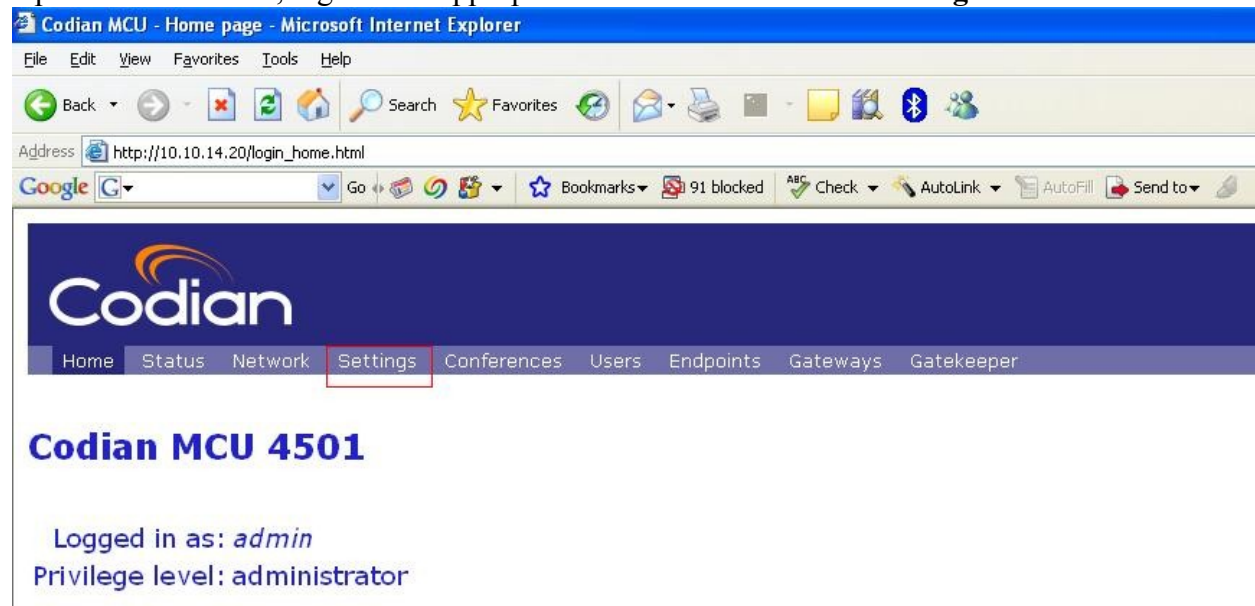 Codian MCU - Home page - Microsoft Internet Explorer
File Edit View Favorites Tools Help
Back Search Favorites
Address http://10.10.14.20/login_home.html
Google G Go Bookmarks 91 blocked ABC Check AutoLink AutoFill Send to
Codian
Home Status Network Settings Conferences Users Endpoints Gateways Gatekeeper
Codian MCU 4501
Logged in as: admin
Privilege level: administrator